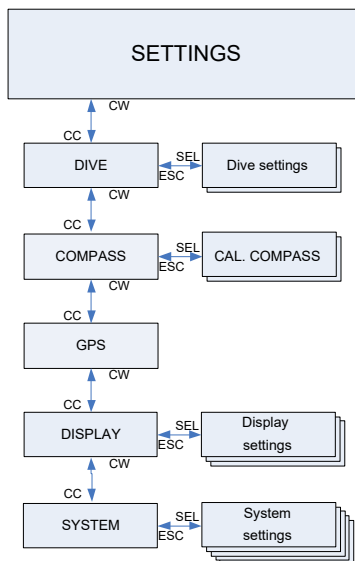 SETTINGS
CW
CC
DIVE
SEL
ESC
Dive settings
CW
CC
COMPASS
SEL
ESC
CAL. COMPASS
CW
CC
GPS
CW
CC
DISPLAY
SEL
ESC
Display
settings
CW
CC
SYSTEM
SEL
ESC
System
settings